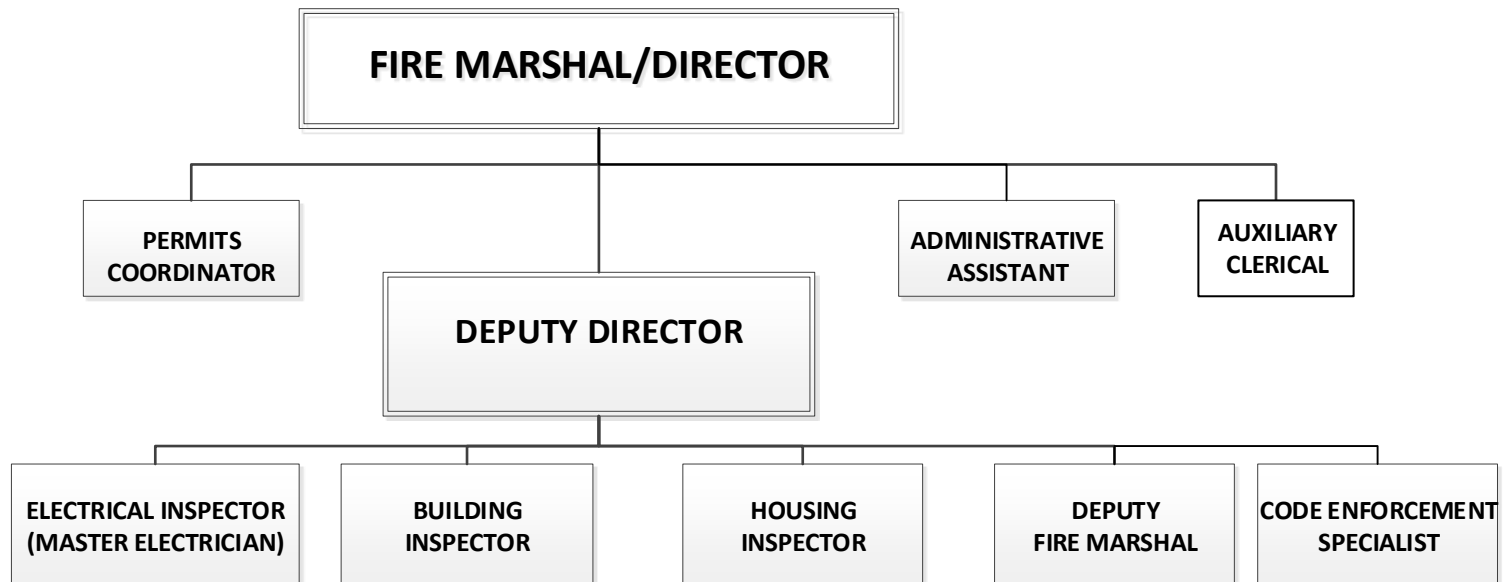 FIRE MARSHAL/DIRECTOR
PERMITS
COORDINATOR
ADMINISTRATIVE
ASSISTANT
AUXILIARY
CLERICAL
DEPUTY DIRECTOR
ELECTRICAL INSPECTOR
(MASTER ELECTRICIAN)
BUILDING
INSPECTOR
HOUSING
INSPECTOR
DEPUTY
FIRE MARSHAL
CODE ENFORCEMENT
SPECIALIST